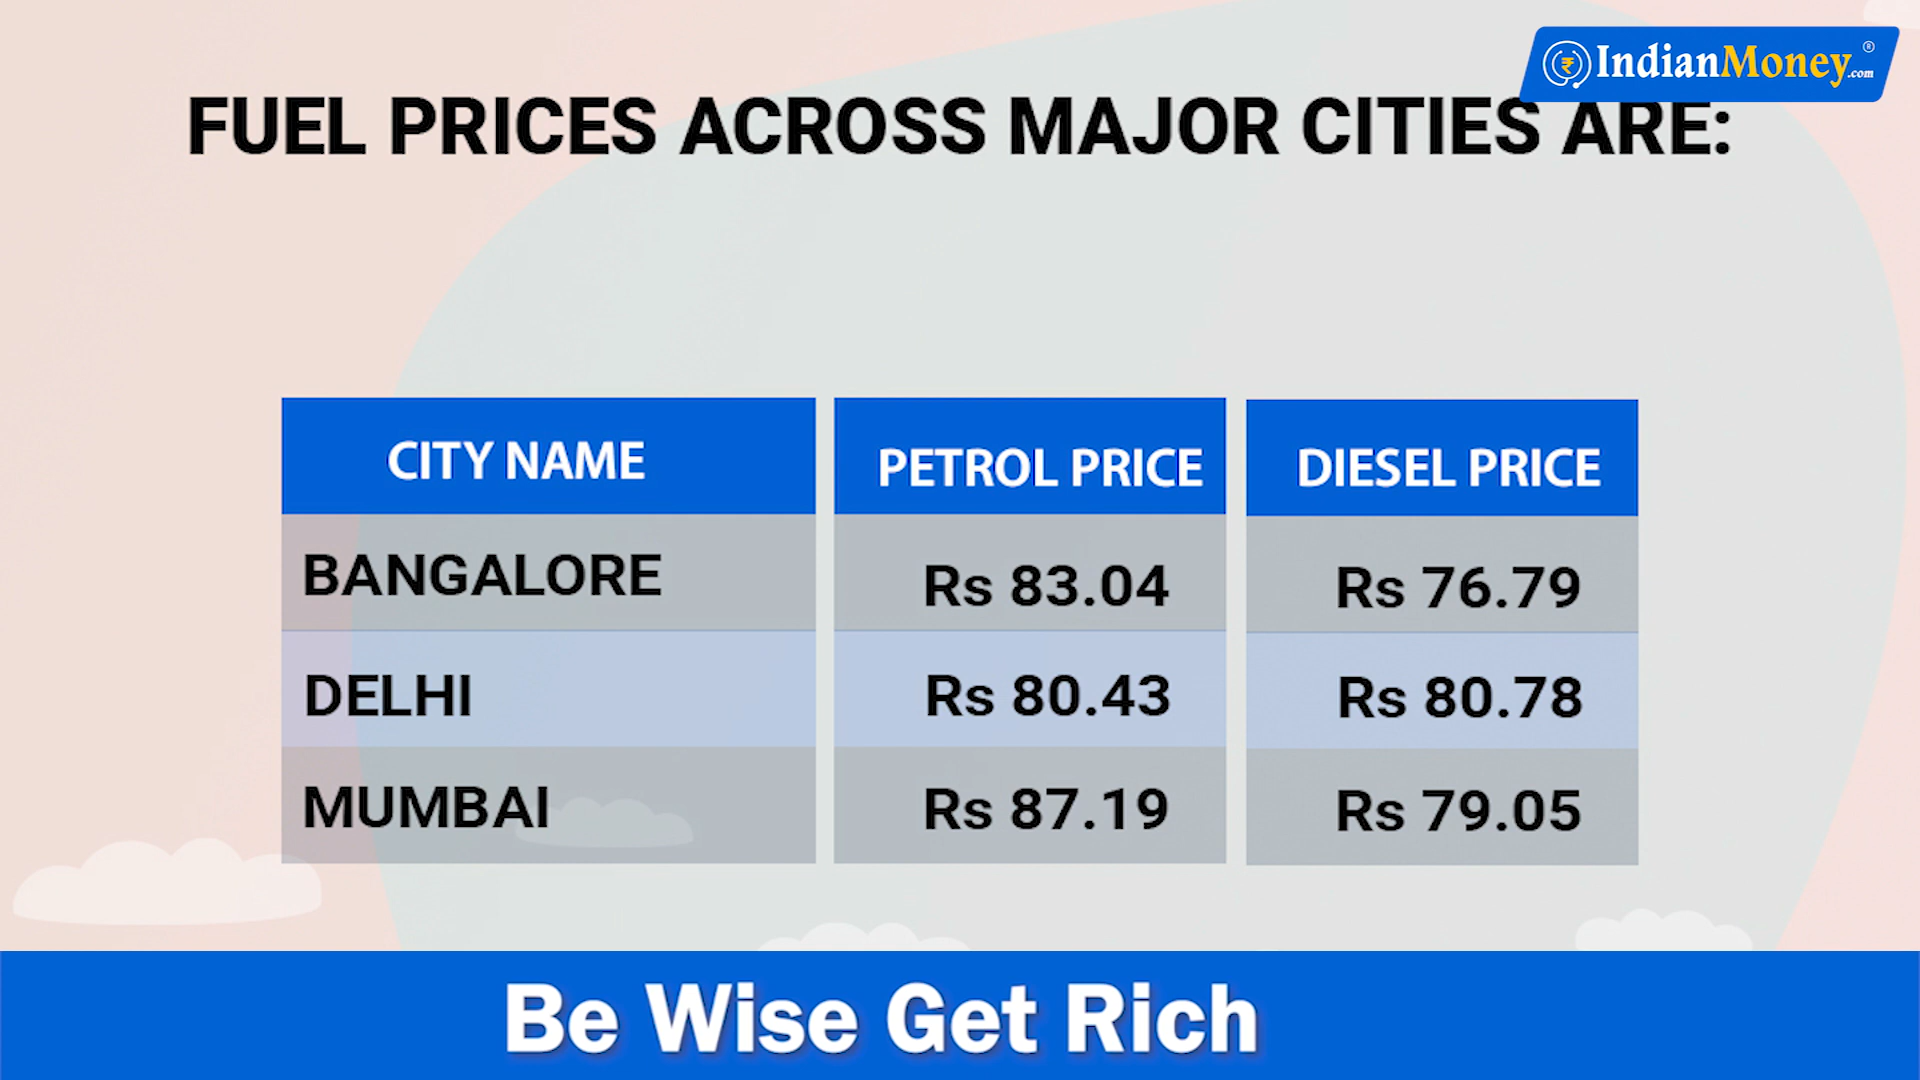 IndianMoney.com®
FUEL PRICES ACROSS MAJOR CITIES ARE:
CITY NAME PETROL PRICE DIESEL PRICE
BANGALORE Rs 83.04 Rs 76.79
DELHI Rs 80.43 Rs 80.78
MUMBAI Rs 87.19 Rs 79.05
Be Wise Get Rich